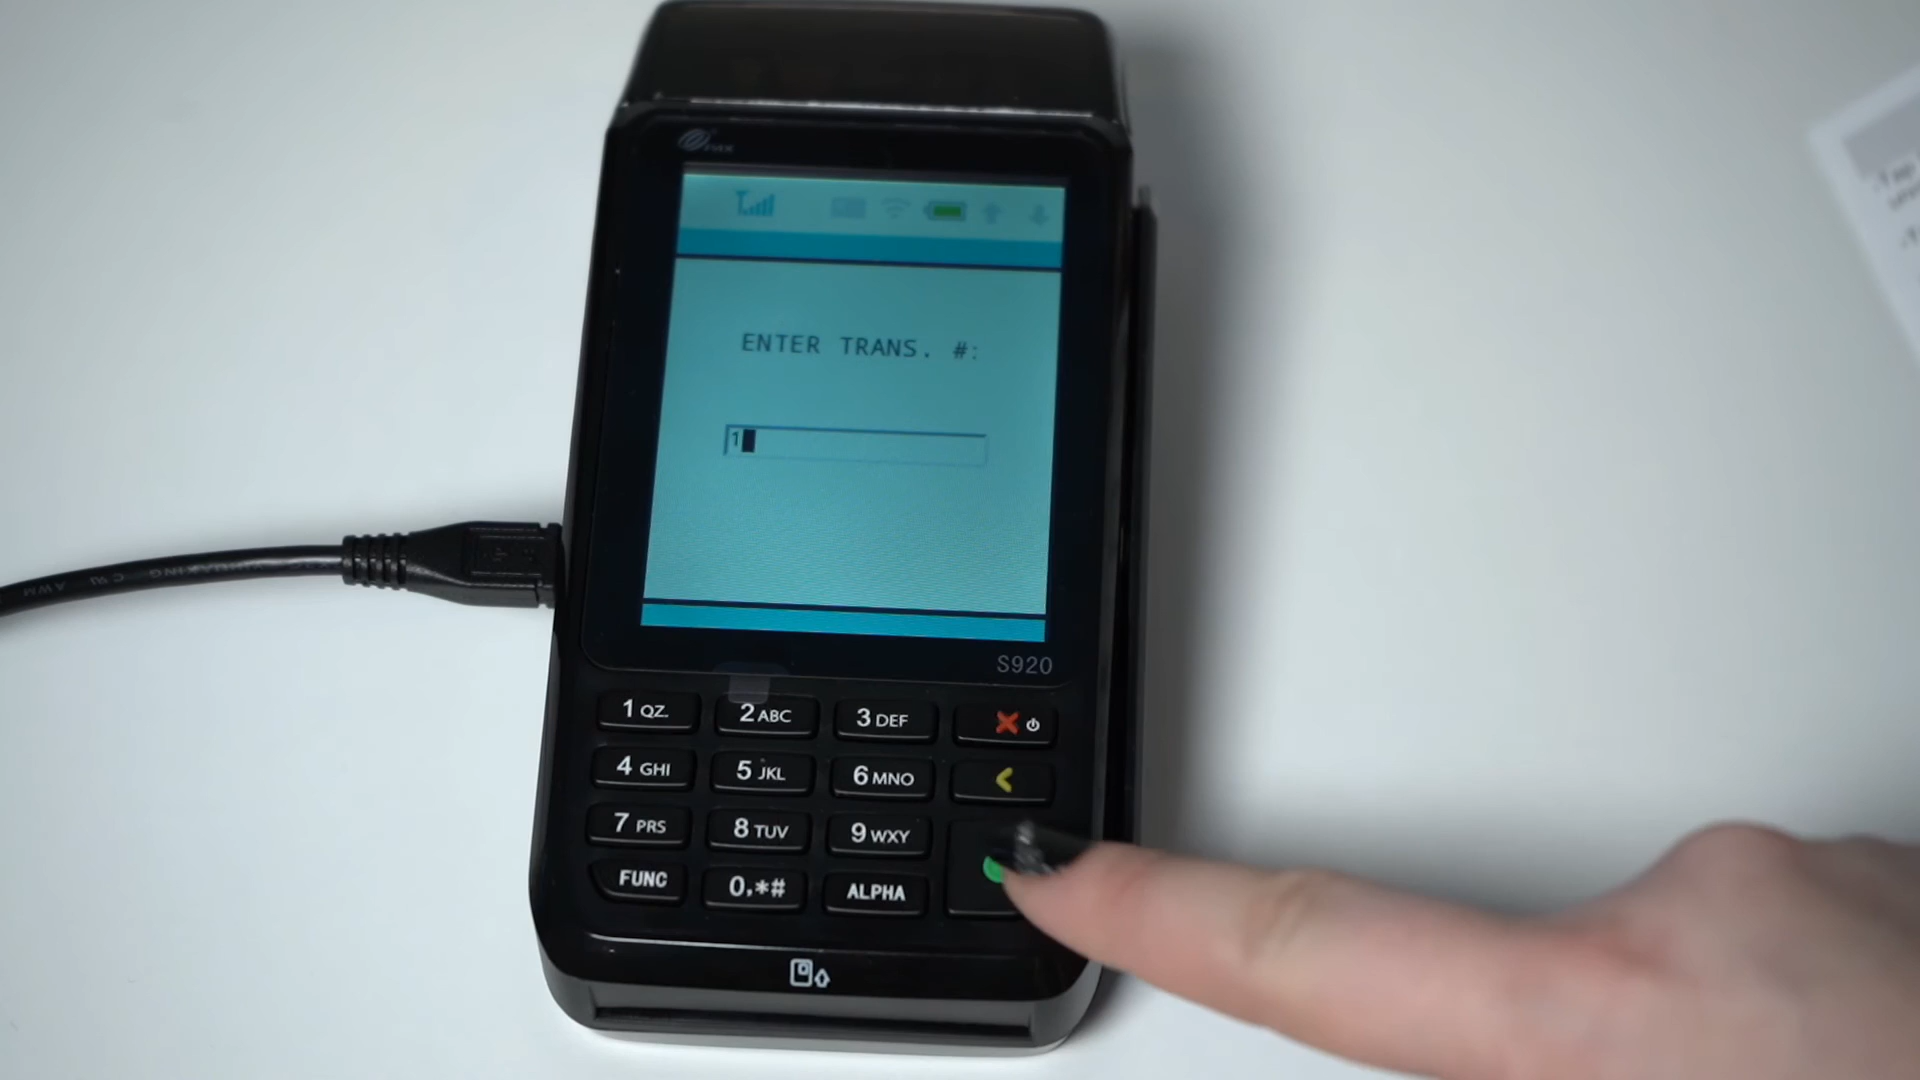 ENTER TRANS. #:
1
S920
1 QZ.
2 ABC
3 DEF
4 GHI
5 JKL
6 MNO
7 PRS
8 TUV
9 WXY
FUNC
0,*#
ALPHA
AWM